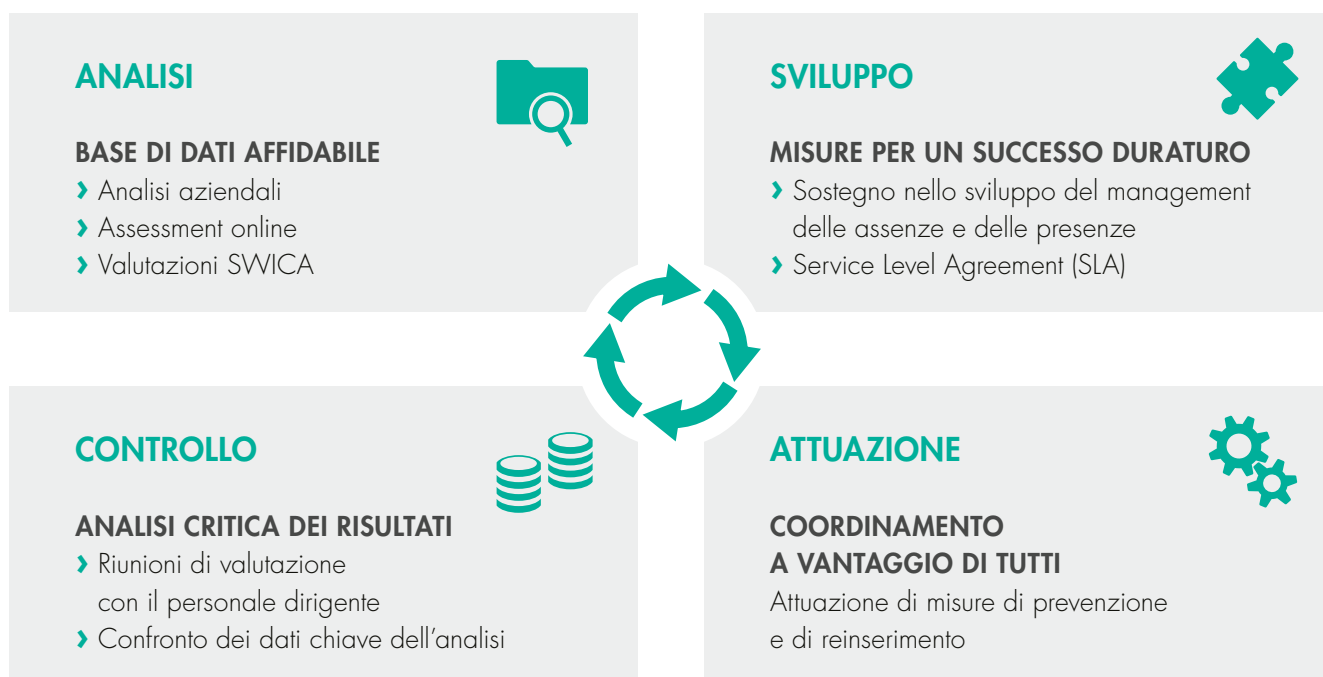 ANALISI
BASE DI DATI AFFIDABILE
› Analisi aziendali
› Assessment online
› Valutazioni SWICA
SVILUPPO
MISURE PER UN SUCCESSO DURATURO
› Sostegno nello sviluppo del management
delle assenze e delle presenze
› Service Level Agreement (SLA)
CONTROLLO
ANALISI CRITICA DEI RISULTATI
› Riunioni di valutazione
con il personale dirigente
› Confronto dei dati chiave dell’analisi
ATTUAZIONE
COORDINAMENTO
A VANTAGGIO DI TUTTI
Attuazione di misure di prevenzione
e di reinserimento